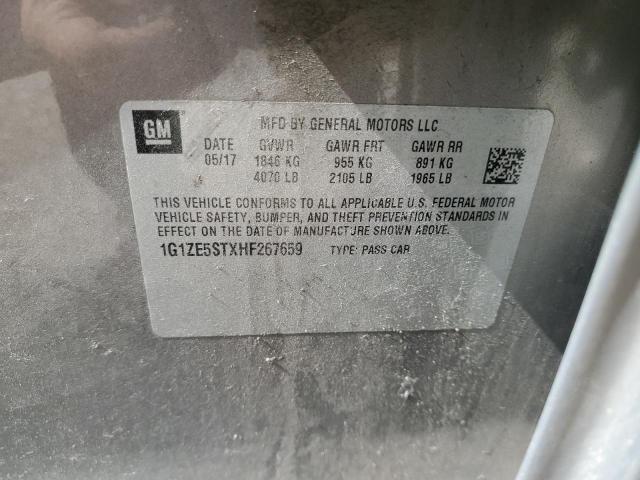 GM
MFD BY GENERAL MOTORS LLC
DATE GVWR GAWR FRT GAWR RR
05/17 1846 KG 955 KG 891 KG
4070 LB 2105 LB 1965 LB
THIS VEHICLE CONFORMS TO ALL APPLICABLE U.S. FEDERAL MOTOR
VEHICLE SAFETY, BUMPER, AND THEFT PREVENTION STANDARDS IN
EFFECT ON THE DATE OF MANUFACTURE SHOWN ABOVE.
1G1ZE5STXHF267659 TYPE: PASS CAR